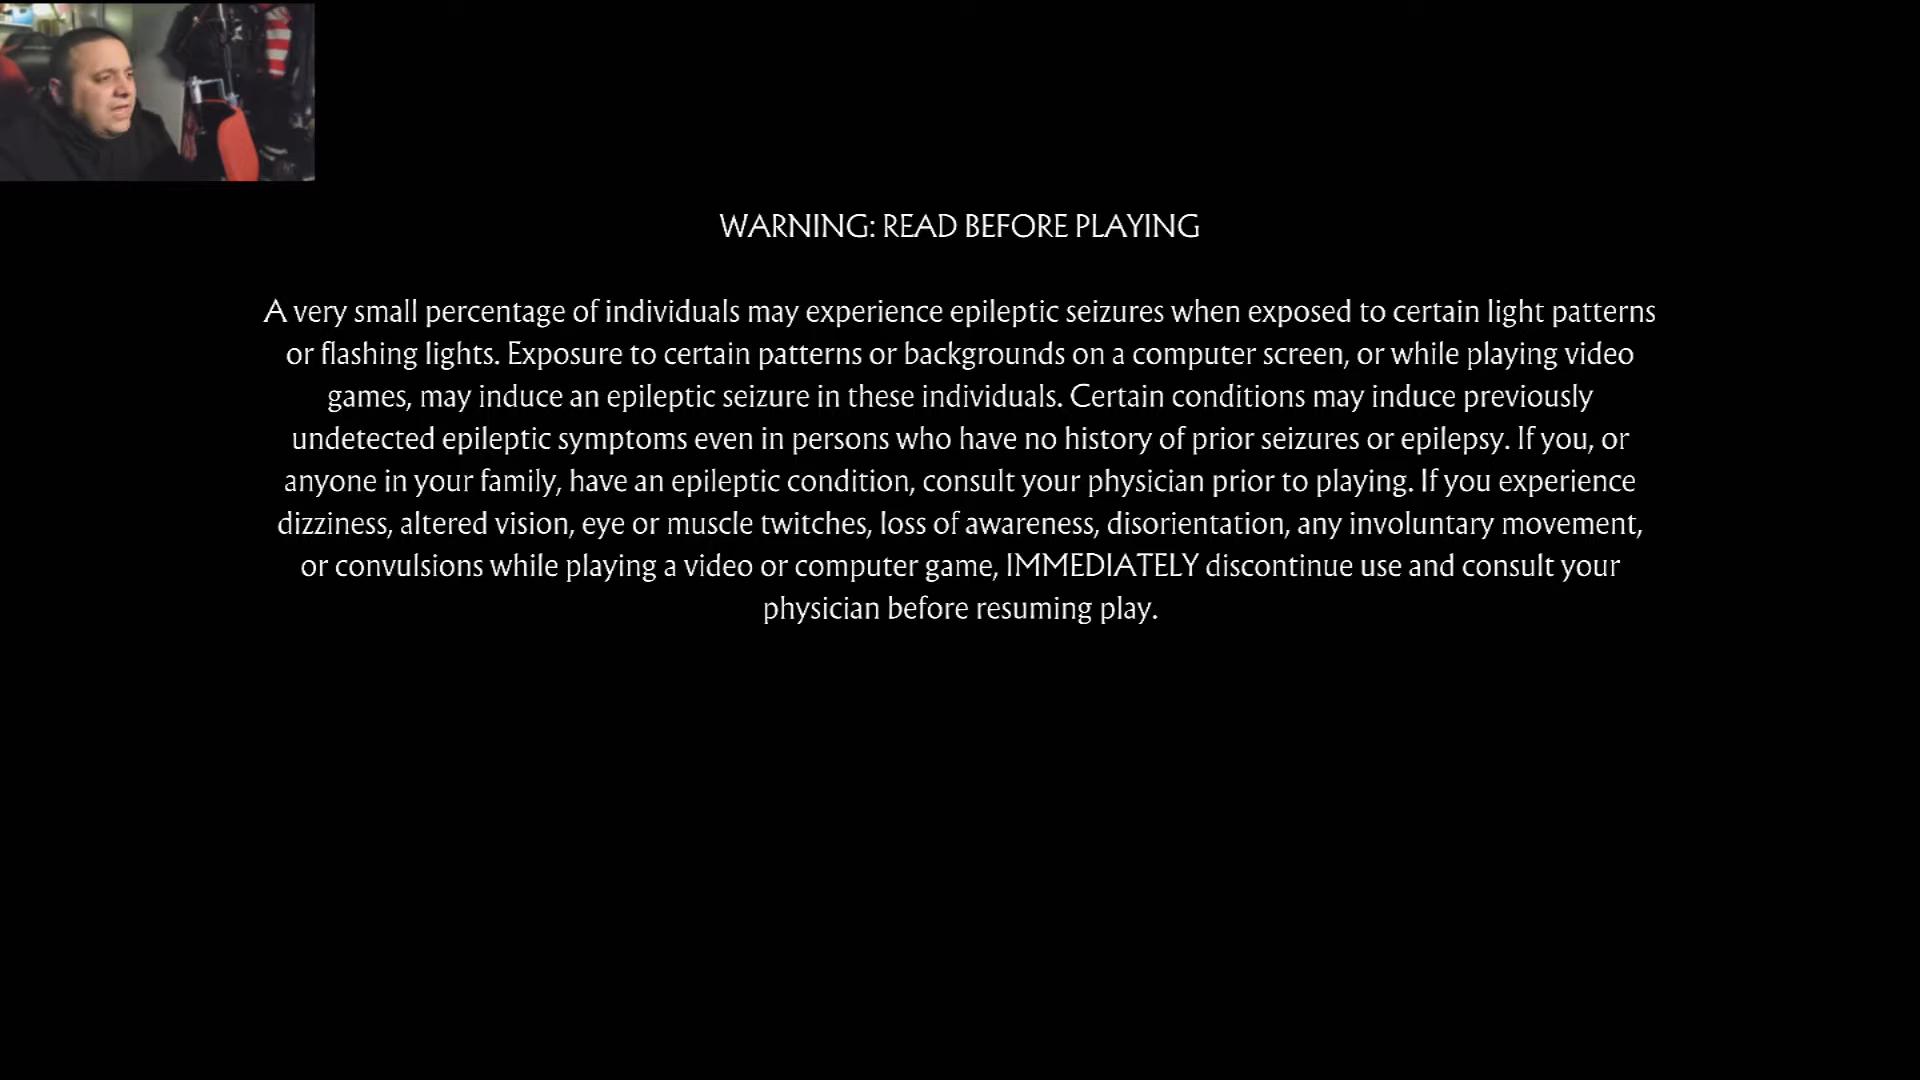 WARNING: READ BEFORE PLAYING
A very small percentage of individuals may experience epileptic seizures when exposed to certain light patterns
or flashing lights. Exposure to certain patterns or backgrounds on a computer screen, or while playing video
games, may induce an epileptic seizure in these individuals. Certain conditions may induce previously
undetected epileptic symptoms even in persons who have no history of prior seizures or epilepsy. If you, or
anyone in your family, have an epileptic condition, consult your physician prior to playing. If you experience
dizziness, altered vision, eye or muscle twitches, loss of awareness, disorientation, any involuntary movement,
or convulsions while playing a video or computer game, IMMEDIATELY discontinue use and consult your
physician before resuming play.